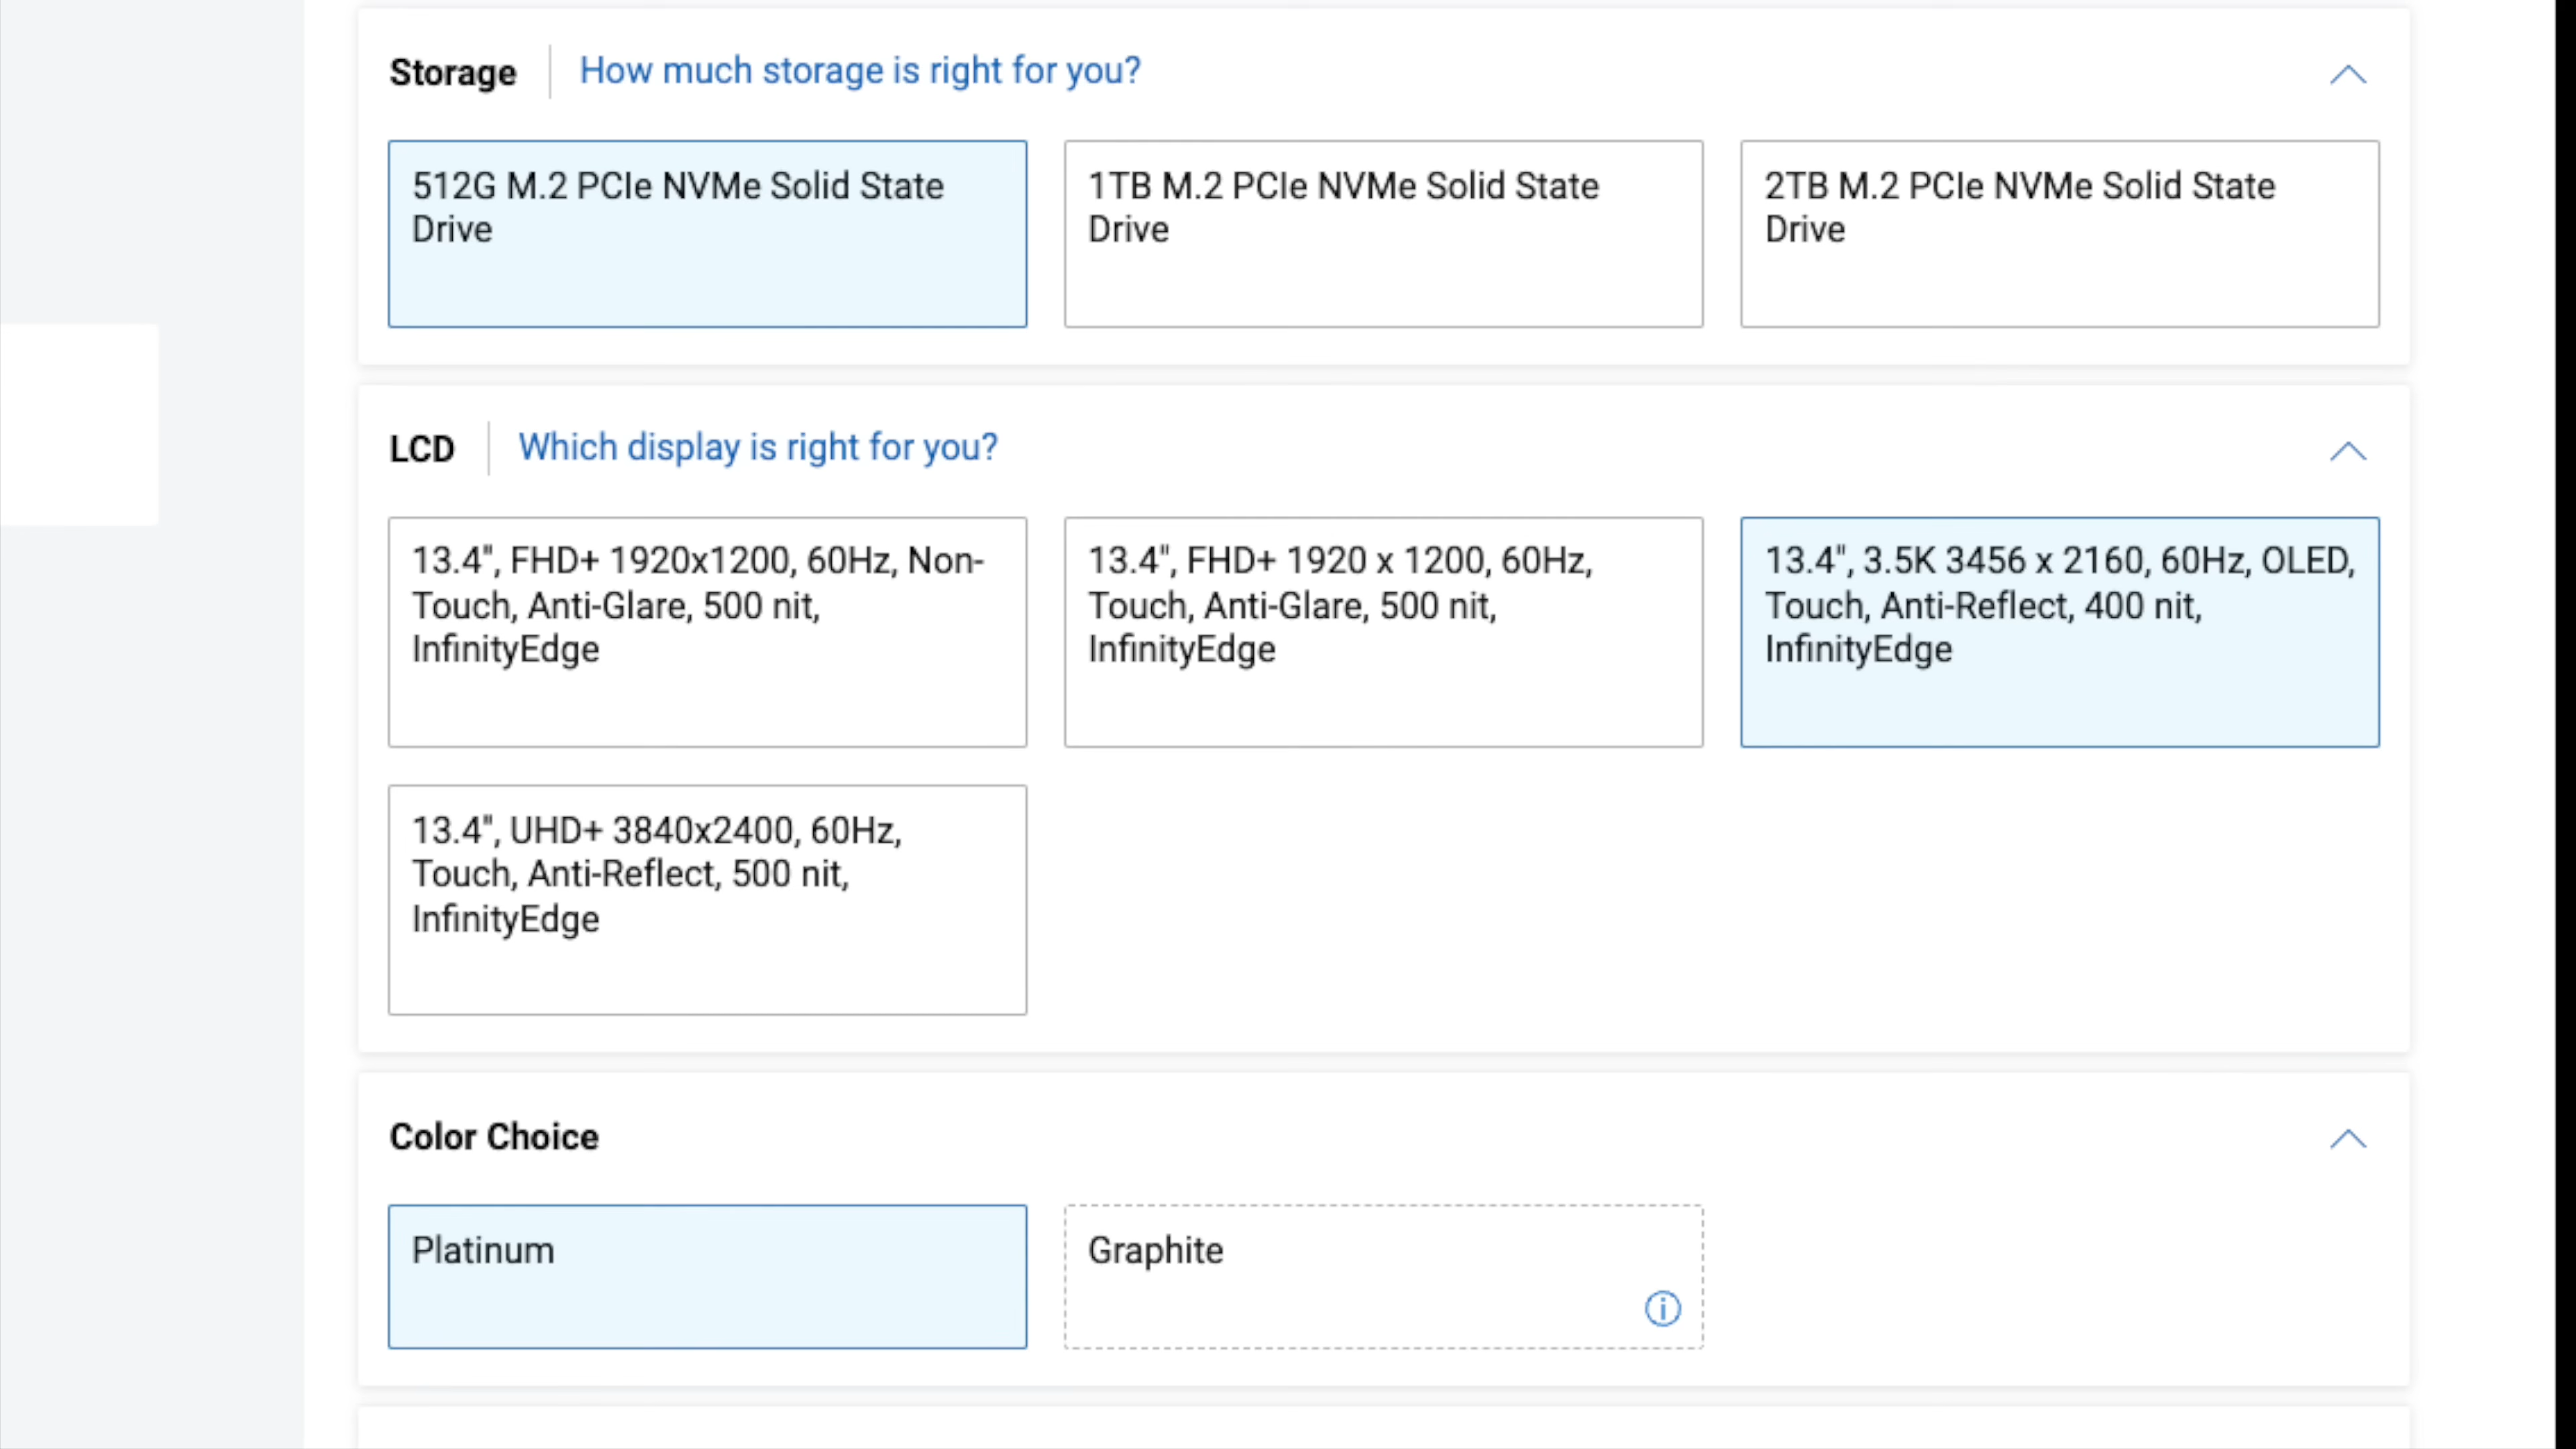 Storage
How much storage is right for you?
512G M.2 PCIe NVMe Solid State
Drive
1TB M.2 PCIe NVMe Solid State
Drive
2TB M.2 PCIe NVMe Solid State
Drive
LCD
Which display is right for you?
13.4", FHD+ 1920x1200, 60Hz, Non-
Touch, Anti-Glare, 500 nit,
InfinityEdge
13.4", FHD+ 1920 x 1200, 60Hz,
Touch, Anti-Glare, 500 nit,
InfinityEdge
13.4", 3.5K 3456 x 2160, 60Hz, OLED,
Touch, Anti-Reflect, 400 nit,
InfinityEdge
13.4", UHD+ 3840x2400, 60Hz,
Touch, Anti-Reflect, 500 nit,
InfinityEdge
Color Choice
Platinum
Graphite